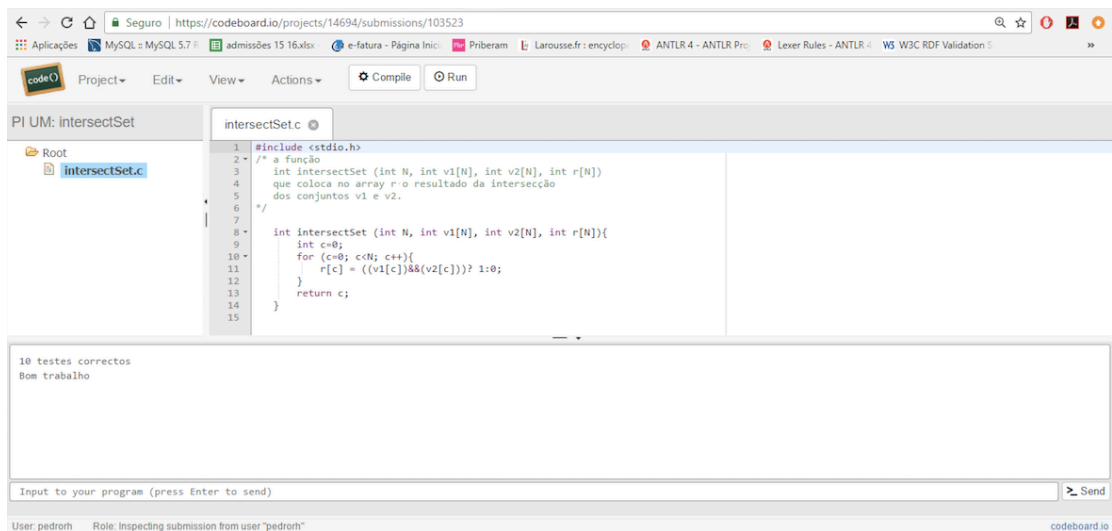 Seguro | https://codeboard.io/projects/14694/submissions/103523
Aplicações MySQL :: MySQL 5.7 R admissões 15 16.xlsx e-fatura - Página Inici Priberam Larousse.fr : encyclop ANTLR 4 - ANTLR Pro Lexer Rules - ANTLR 4 W3C RDF Validation S »
code() Project Edit View Actions Compile Run
PI UM: intersectSet
intersectSet.c
Root
intersectSet.c
1 #include <stdio.h>
2 /* a função
3 int intersectSet (int N, int v1[N], int v2[N], int r[N])
4 que coloca no array r o resultado da intersecção
5 dos conjuntos v1 e v2.
6 */
7
8 int intersectSet (int N, int v1[N], int v2[N], int r[N]){
9 int c=0;
10 for (c=0; c<N; c++){
11 r[c] = ((v1[c])&&(v2[c]))? 1:0;
12 }
13 return c;
14 }
15
10 testes correctos
Bom trabalho
Input to your program (press Enter to send) >_ Send
User: pedrorh Role: Inspecting submission from user "pedrorh" codeboard.io